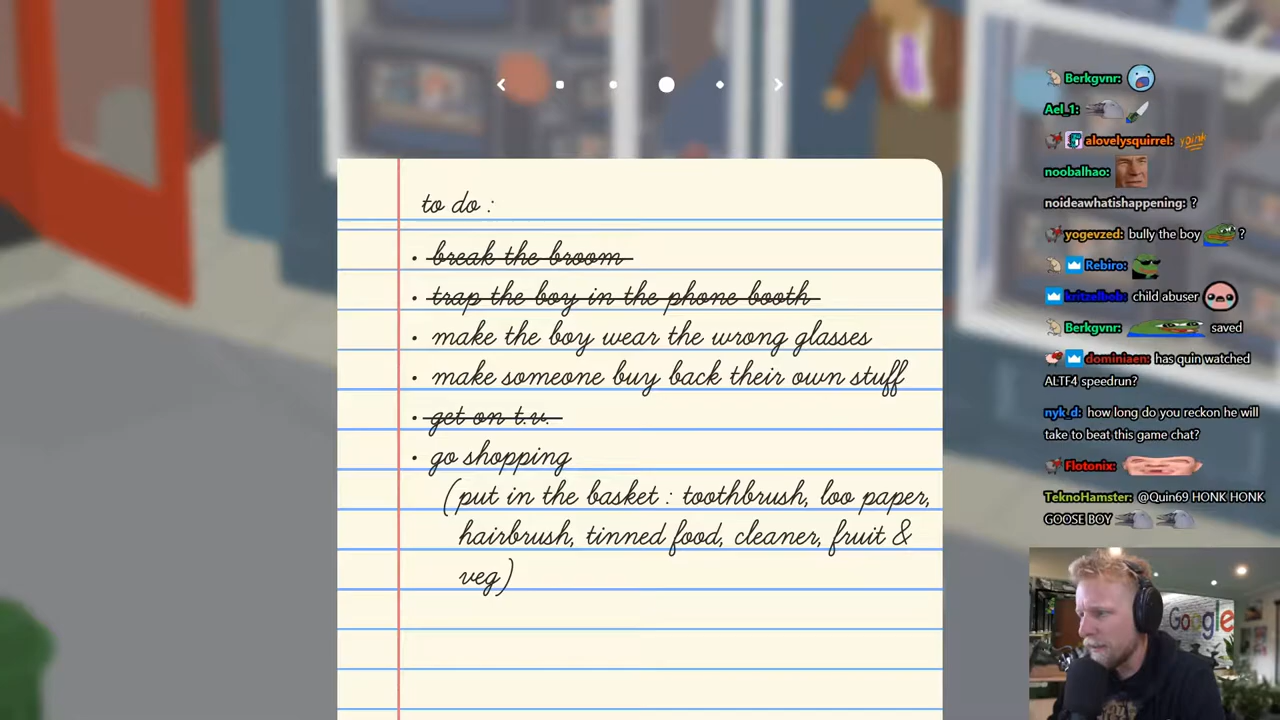 to do :
• break the broom
• trap the boy in the phone booth
• make the boy wear the wrong glasses
• make someone buy back their own stuff
• get on t.v.
• go shopping
(put in the basket : toothbrush, loo paper,
hairbrush, tinned food, cleaner, fruit &
veg)
Berkgvnr:
Ael_1:
alovelysquirrel: yoink
noobalhao:
noideawhatishappening: ?
yogevzed: bully the boy ?
Rebiro:
kritzelbob: child abuser
Berkgvnr: saved
dominiaen: has quin watched
ALTF4 speedrun?
nyk_d: how long do you reckon he will
take to beat this game chat?
Flotonix:
TeknoHamster: @Quin69 HONK HONK
GOOSE BOY
Google